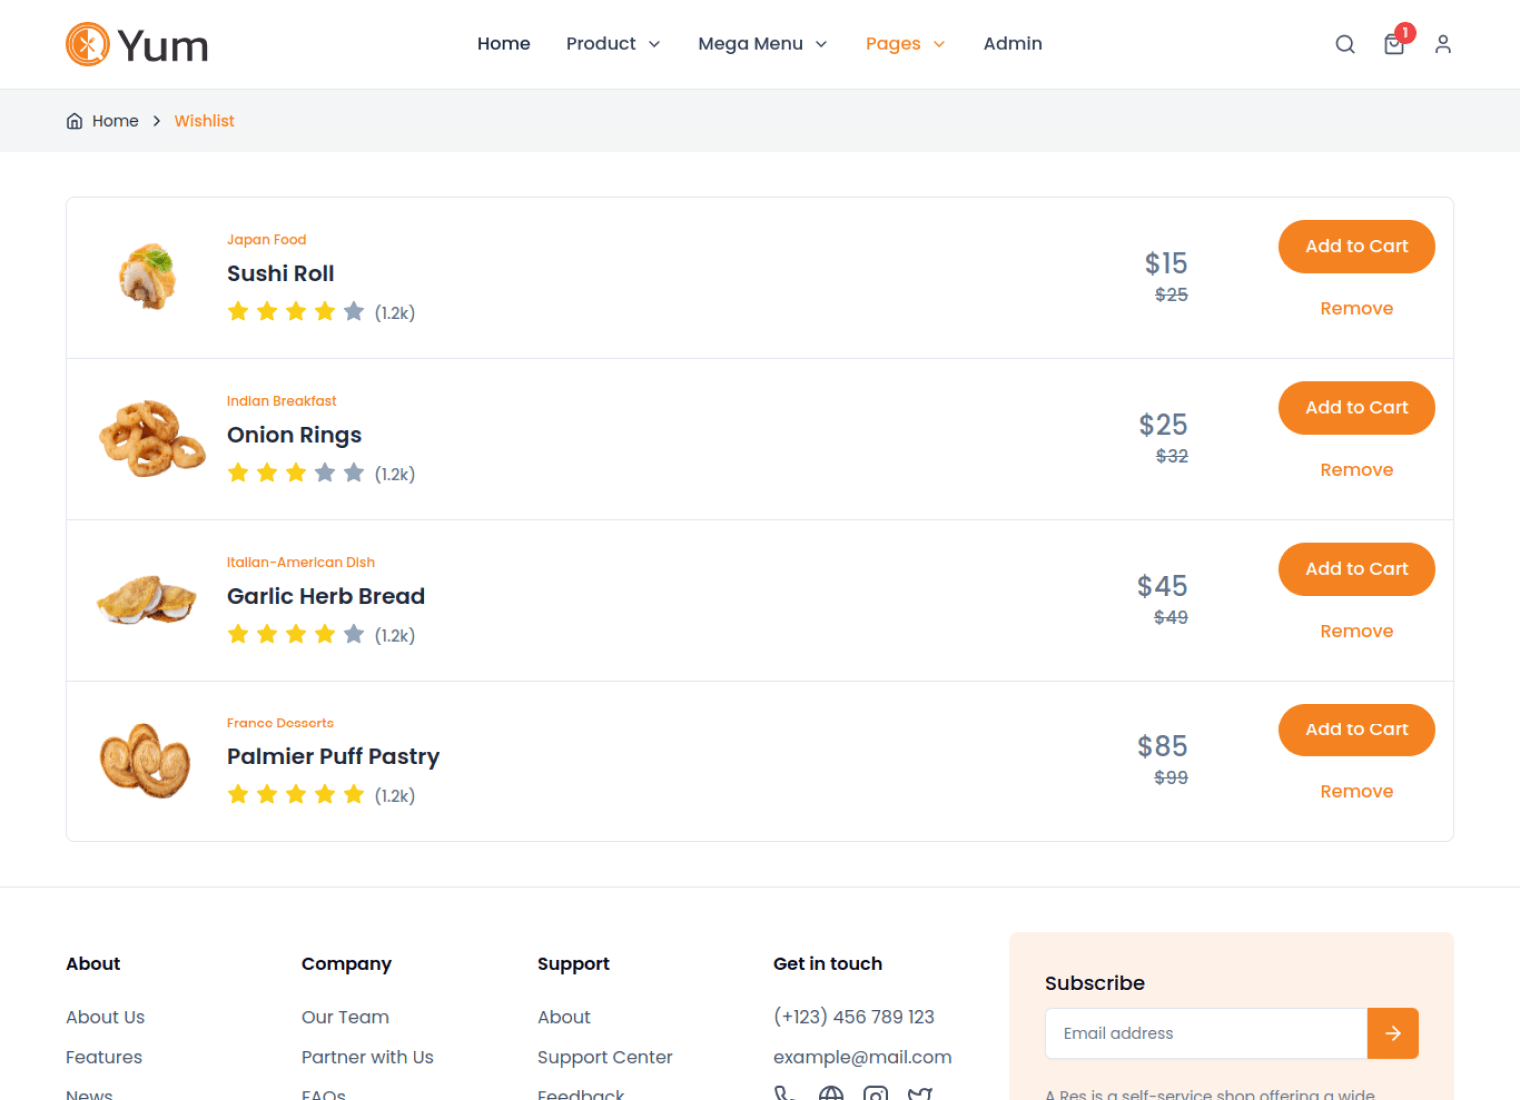 Yum
Home Product Mega Menu Pages Admin
1
Home Wishlist
Japan Food
Sushi Roll
(1.2k)
$15
$25
Add to Cart
Remove
Indian Breakfast
Onion Rings
(1.2k)
$25
$32
Add to Cart
Remove
Italian-American Dish
Garlic Herb Bread
(1.2k)
$45
$49
Add to Cart
Remove
France Desserts
Palmier Puff Pastry
(1.2k)
$85
$99
Add to Cart
Remove
About
About Us
Features
News
Company
Our Team
Partner with Us
FAQs
Support
About
Support Center
Feedback
Get in touch
(+123) 456 789 123
example@mail.com
Subscribe
Email address
A Res is a self-service shop offering a wide